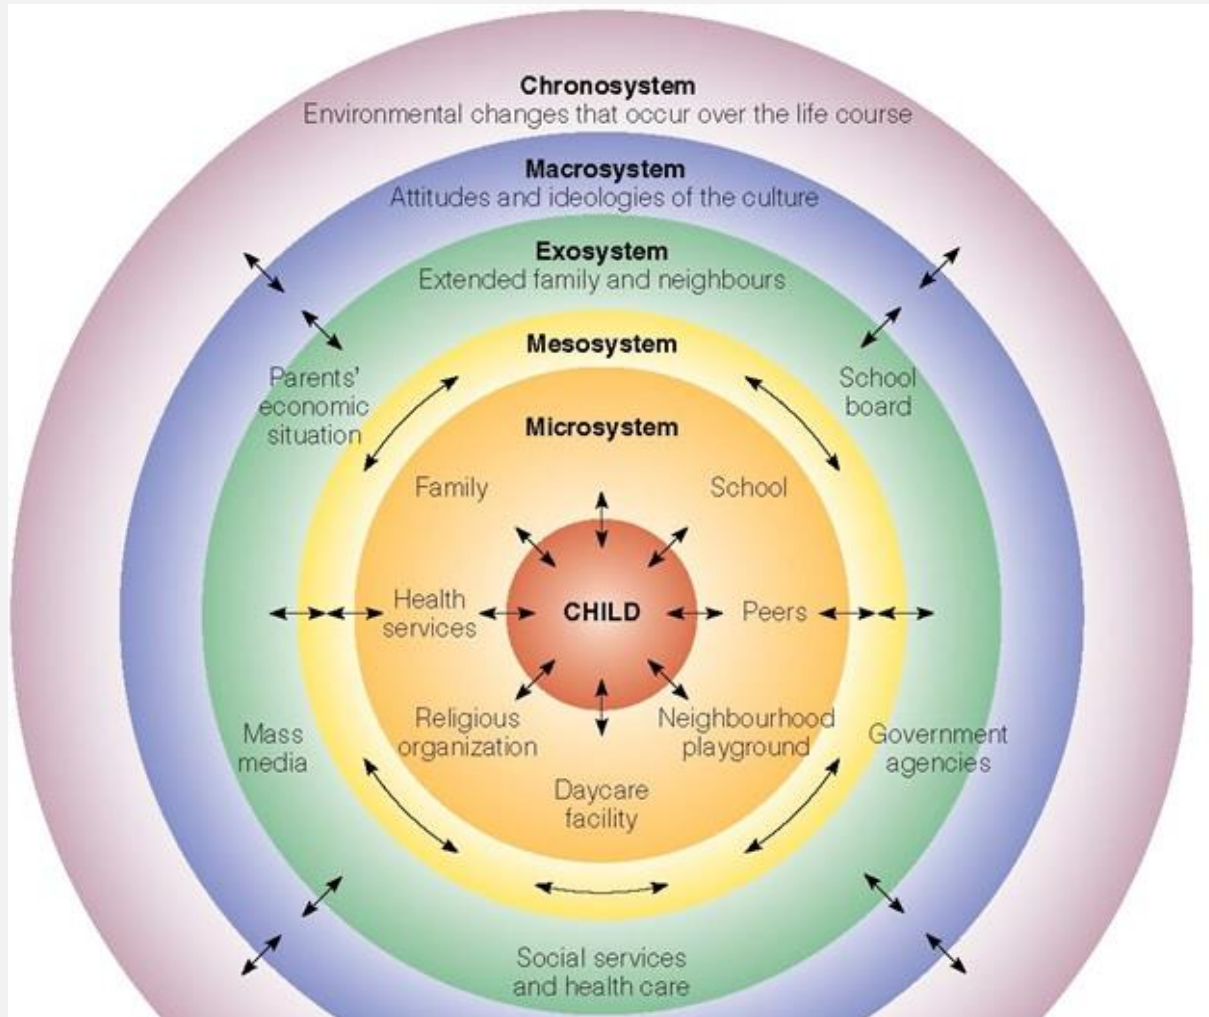 Chronosystem
Environmental changes that occur over the life course
Macrosystem
Attitudes and ideologies of the culture
Exosystem
Extended family and neighbours
Mesosystem
Parents'
economic
situation
School
board
Microsystem
Family
School
Health
services
CHILD
Peers
Religious
organization
Neighbourhood
playground
Mass
media
Government
agencies
Daycare
facility
Social services
and health care